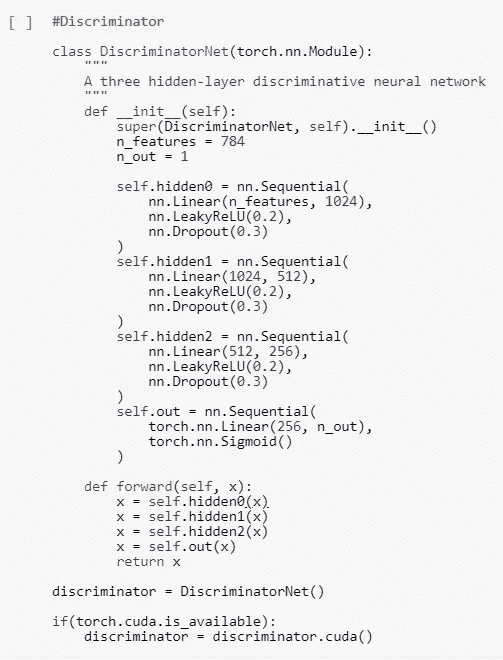 [ ] #Discriminator
class DiscriminatorNet(torch.nn.Module):
    """
    A three hidden-layer discriminative neural network
    """
    def __init__(self):
        super(DiscriminatorNet, self).__init__()
        n_features = 784
        n_out = 1
        self.hidden0 = nn.Sequential(
            nn.Linear(n_features, 1024),
            nn.LeakyReLU(0.2),
            nn.Dropout(0.3)
        )
        self.hidden1 = nn.Sequential(
            nn.Linear(1024, 512),
            nn.LeakyReLU(0.2),
            nn.Dropout(0.3)
        )
        self.hidden2 = nn.Sequential(
            nn.Linear(512, 256),
            nn.LeakyReLU(0.2),
            nn.Dropout(0.3)
        )
        self.out = nn.Sequential(
            torch.nn.Linear(256, n_out),
            torch.nn.Sigmoid()
        )
    def forward(self, x):
        x = self.hidden0(x)
        x = self.hidden1(x)
        x = self.hidden2(x)
        x = self.out(x)
        return x
discriminator = DiscriminatorNet()
if(torch.cuda.is_available):
    discriminator = discriminator.cuda()